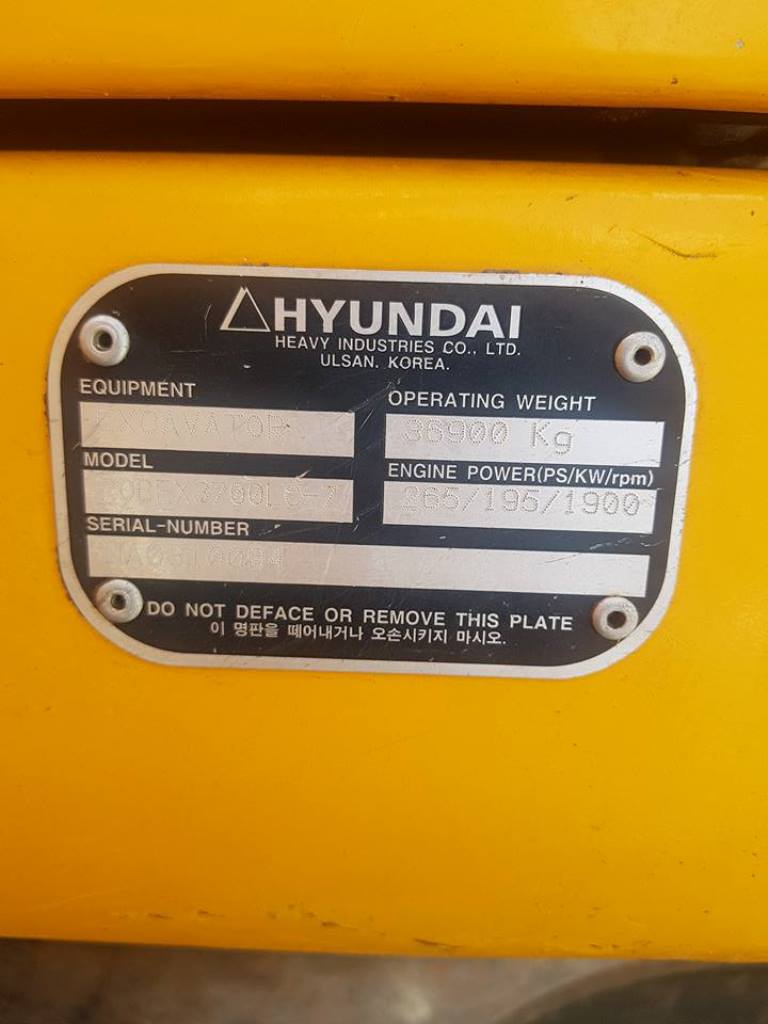 HYUNDAI
HEAVY INDUSTRIES CO., LTD.
ULSAN. KOREA.
EQUIPMENT
EXCAVATOR
OPERATING WEIGHT
36900 Kg
MODEL
ENGINE POWER(PS/KW/rpm)
265/195/1900
SERIAL-NUMBER
DO NOT DEFACE OR REMOVE THIS PLATE
이 명판을 떼어내거나 오손시키지 마시오.